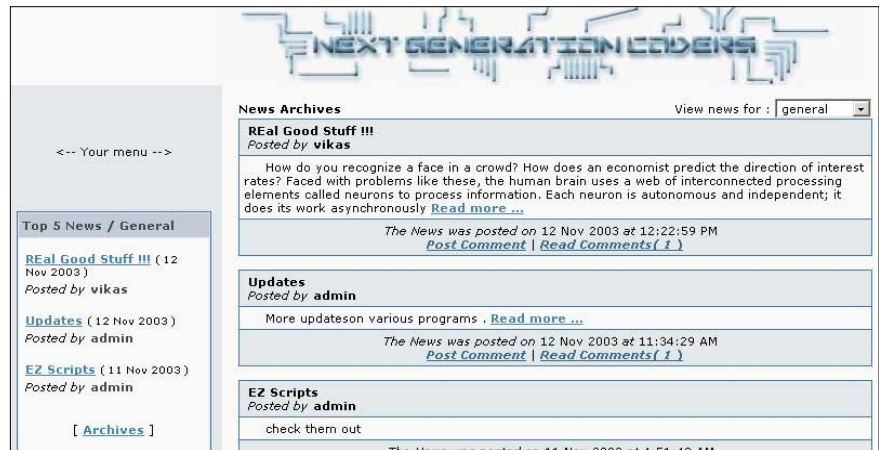 NEXT GENERATION CODERS
<-- Your menu -->
Top 5 News / General
REal Good Stuff !!! ( 12
Nov 2003 )
Posted by vikas
Updates ( 12 Nov 2003 )
Posted by admin
EZ Scripts ( 11 Nov 2003 )
Posted by admin
[ Archives ]
News Archives
View news for : general
REal Good Stuff !!!
Posted by vikas
How do you recognize a face in a crowd? How does an economist predict the direction of interest
rates? Faced with problems like these, the human brain uses a web of interconnected processing
elements called neurons to process information. Each neuron is autonomous and independent; it
does its work asynchronously Read more ...
The News was posted on 12 Nov 2003 at 12:22:59 PM
Post Comment | Read Comments( 1 )
Updates
Posted by admin
More updateson various programs . Read more ...
The News was posted on 12 Nov 2003 at 11:34:29 AM
Post Comment | Read Comments( 1 )
EZ Scripts
Posted by admin
check them out